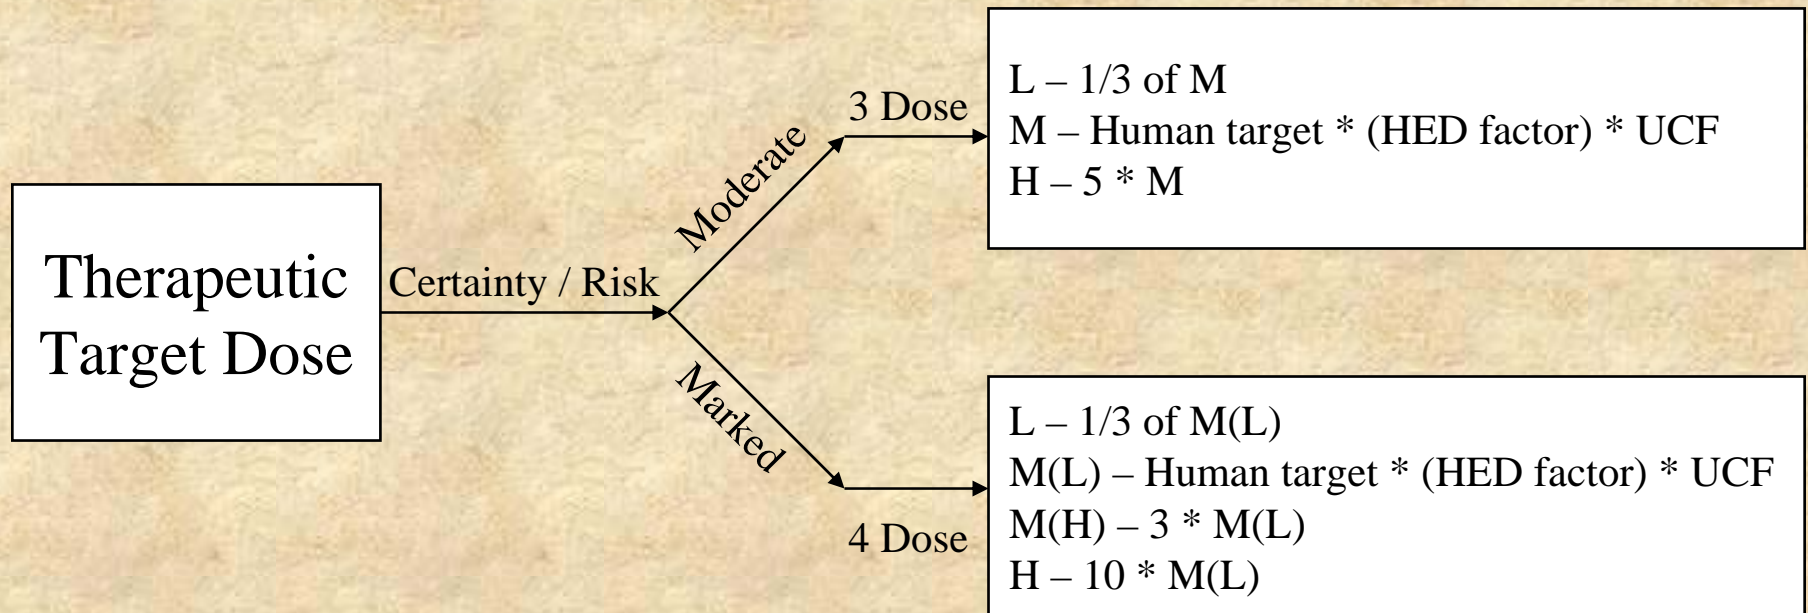 Therapeutic
Target Dose
Certainty / Risk
Moderate
3 Dose
L – 1/3 of M
M – Human target * (HED factor) * UCF
H – 5 * M
Marked
4 Dose
L – 1/3 of M(L)
M(L) – Human target * (HED factor) * UCF
M(H) – 3 * M(L)
H – 10 * M(L)